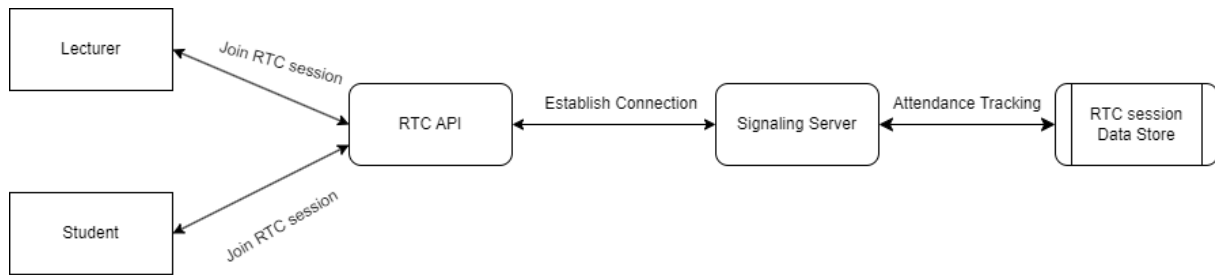 Lecturer
Join RTC session
RTC API
Establish Connection
Signaling Server
Attendance Tracking
RTC session
Data Store
Student
Join RTC session